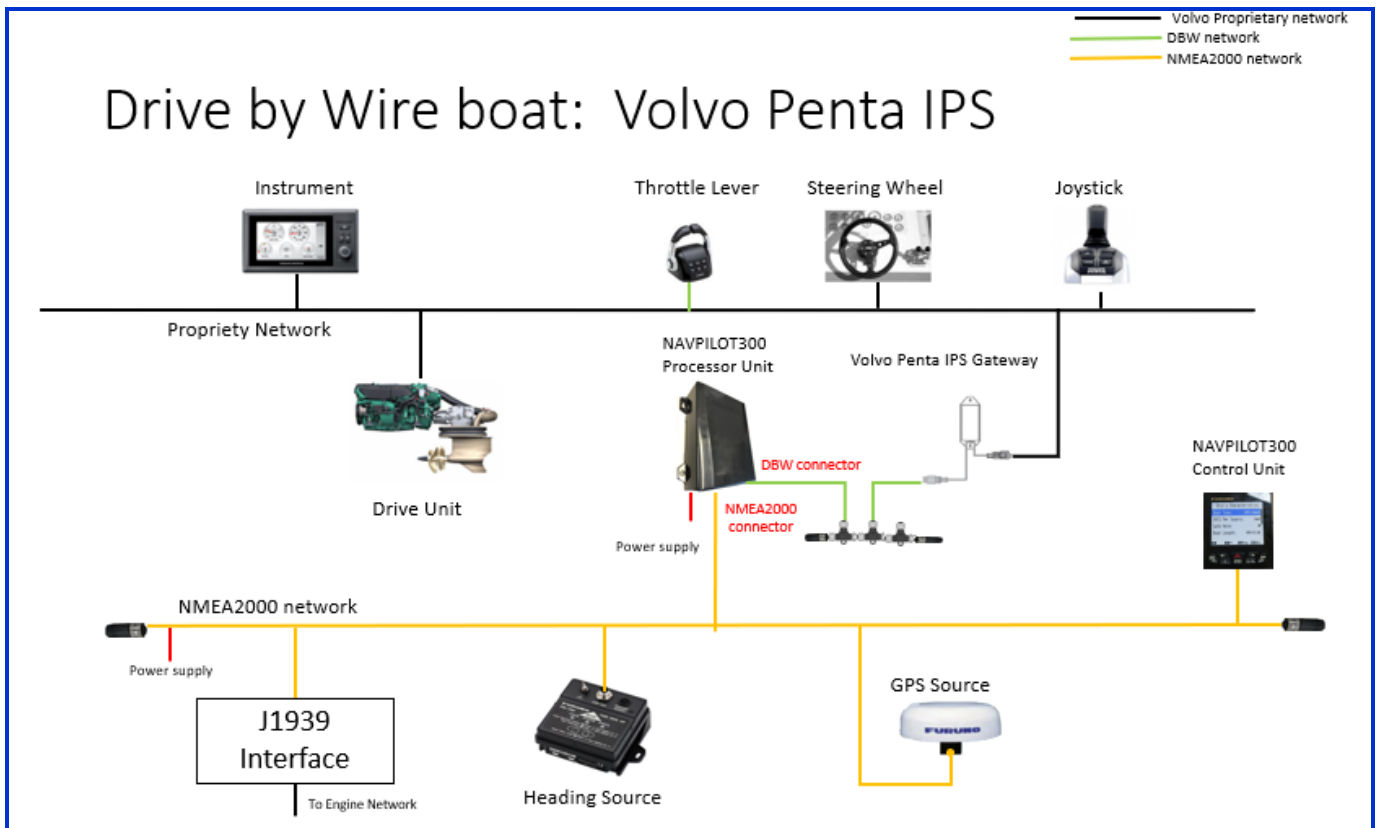 Volvo Proprietary network
DBW network
NMEA2000 network
Drive by Wire boat: Volvo Penta IPS
Instrument
Throttle Lever
Steering Wheel
Joystick
Propriety Network
NAVPILOT300
Processor Unit
Volvo Penta IPS Gateway
NAVPILOT300
Control Unit
DBW connector
Drive Unit
NMEA2000
connector
Power supply
NMEA2000 network
Power supply
GPS Source
FURUNO
J1939
Interface
Heading Source
To Engine Network